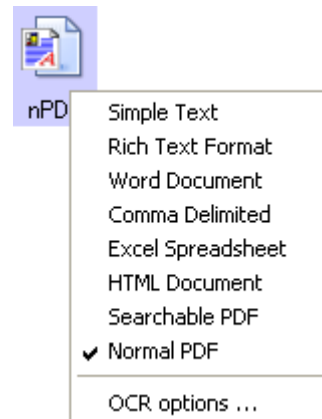 nPD
Simple Text
Rich Text Format
Word Document
Comma Delimited
Excel Spreadsheet
HTML Document
Searchable PDF
Normal PDF
OCR options ...